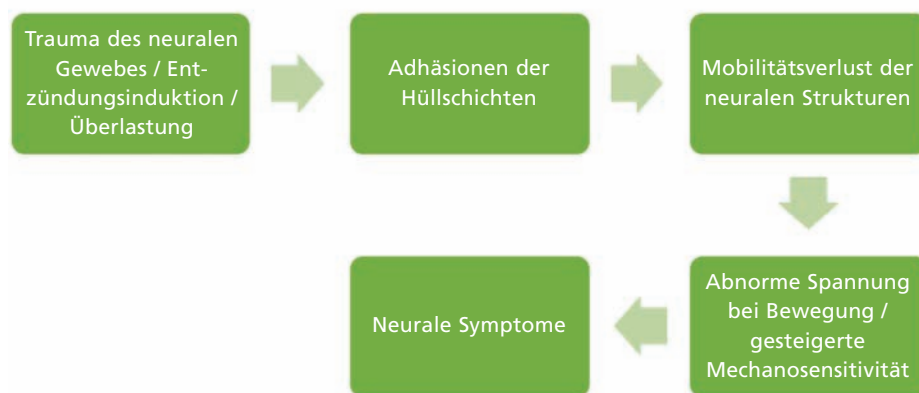 Trauma des neuralen
Gewebes / Ent-
zündungsinduktion /
Überlastung
Adhäsionen der
Hüllschichten
Mobilitätsverlust der
neuralen Strukturen
Abnorme Spannung
bei Bewegung /
gesteigerte
Mechanosensitivität
Neurale Symptome